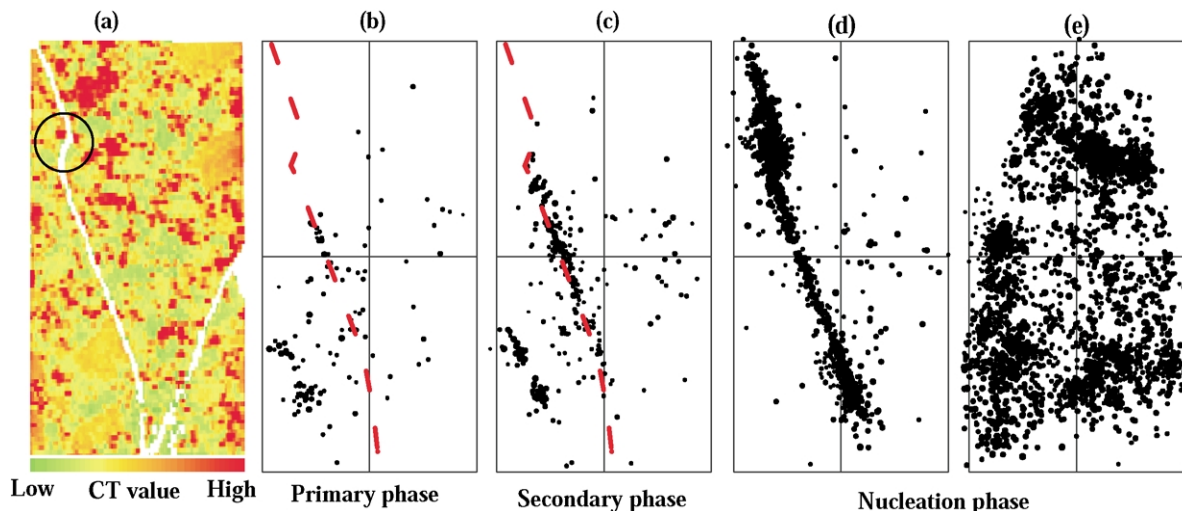 (a) (b) (c) (d) (e)
Low CT value High
Primary phase Secondary phase Nucleation phase